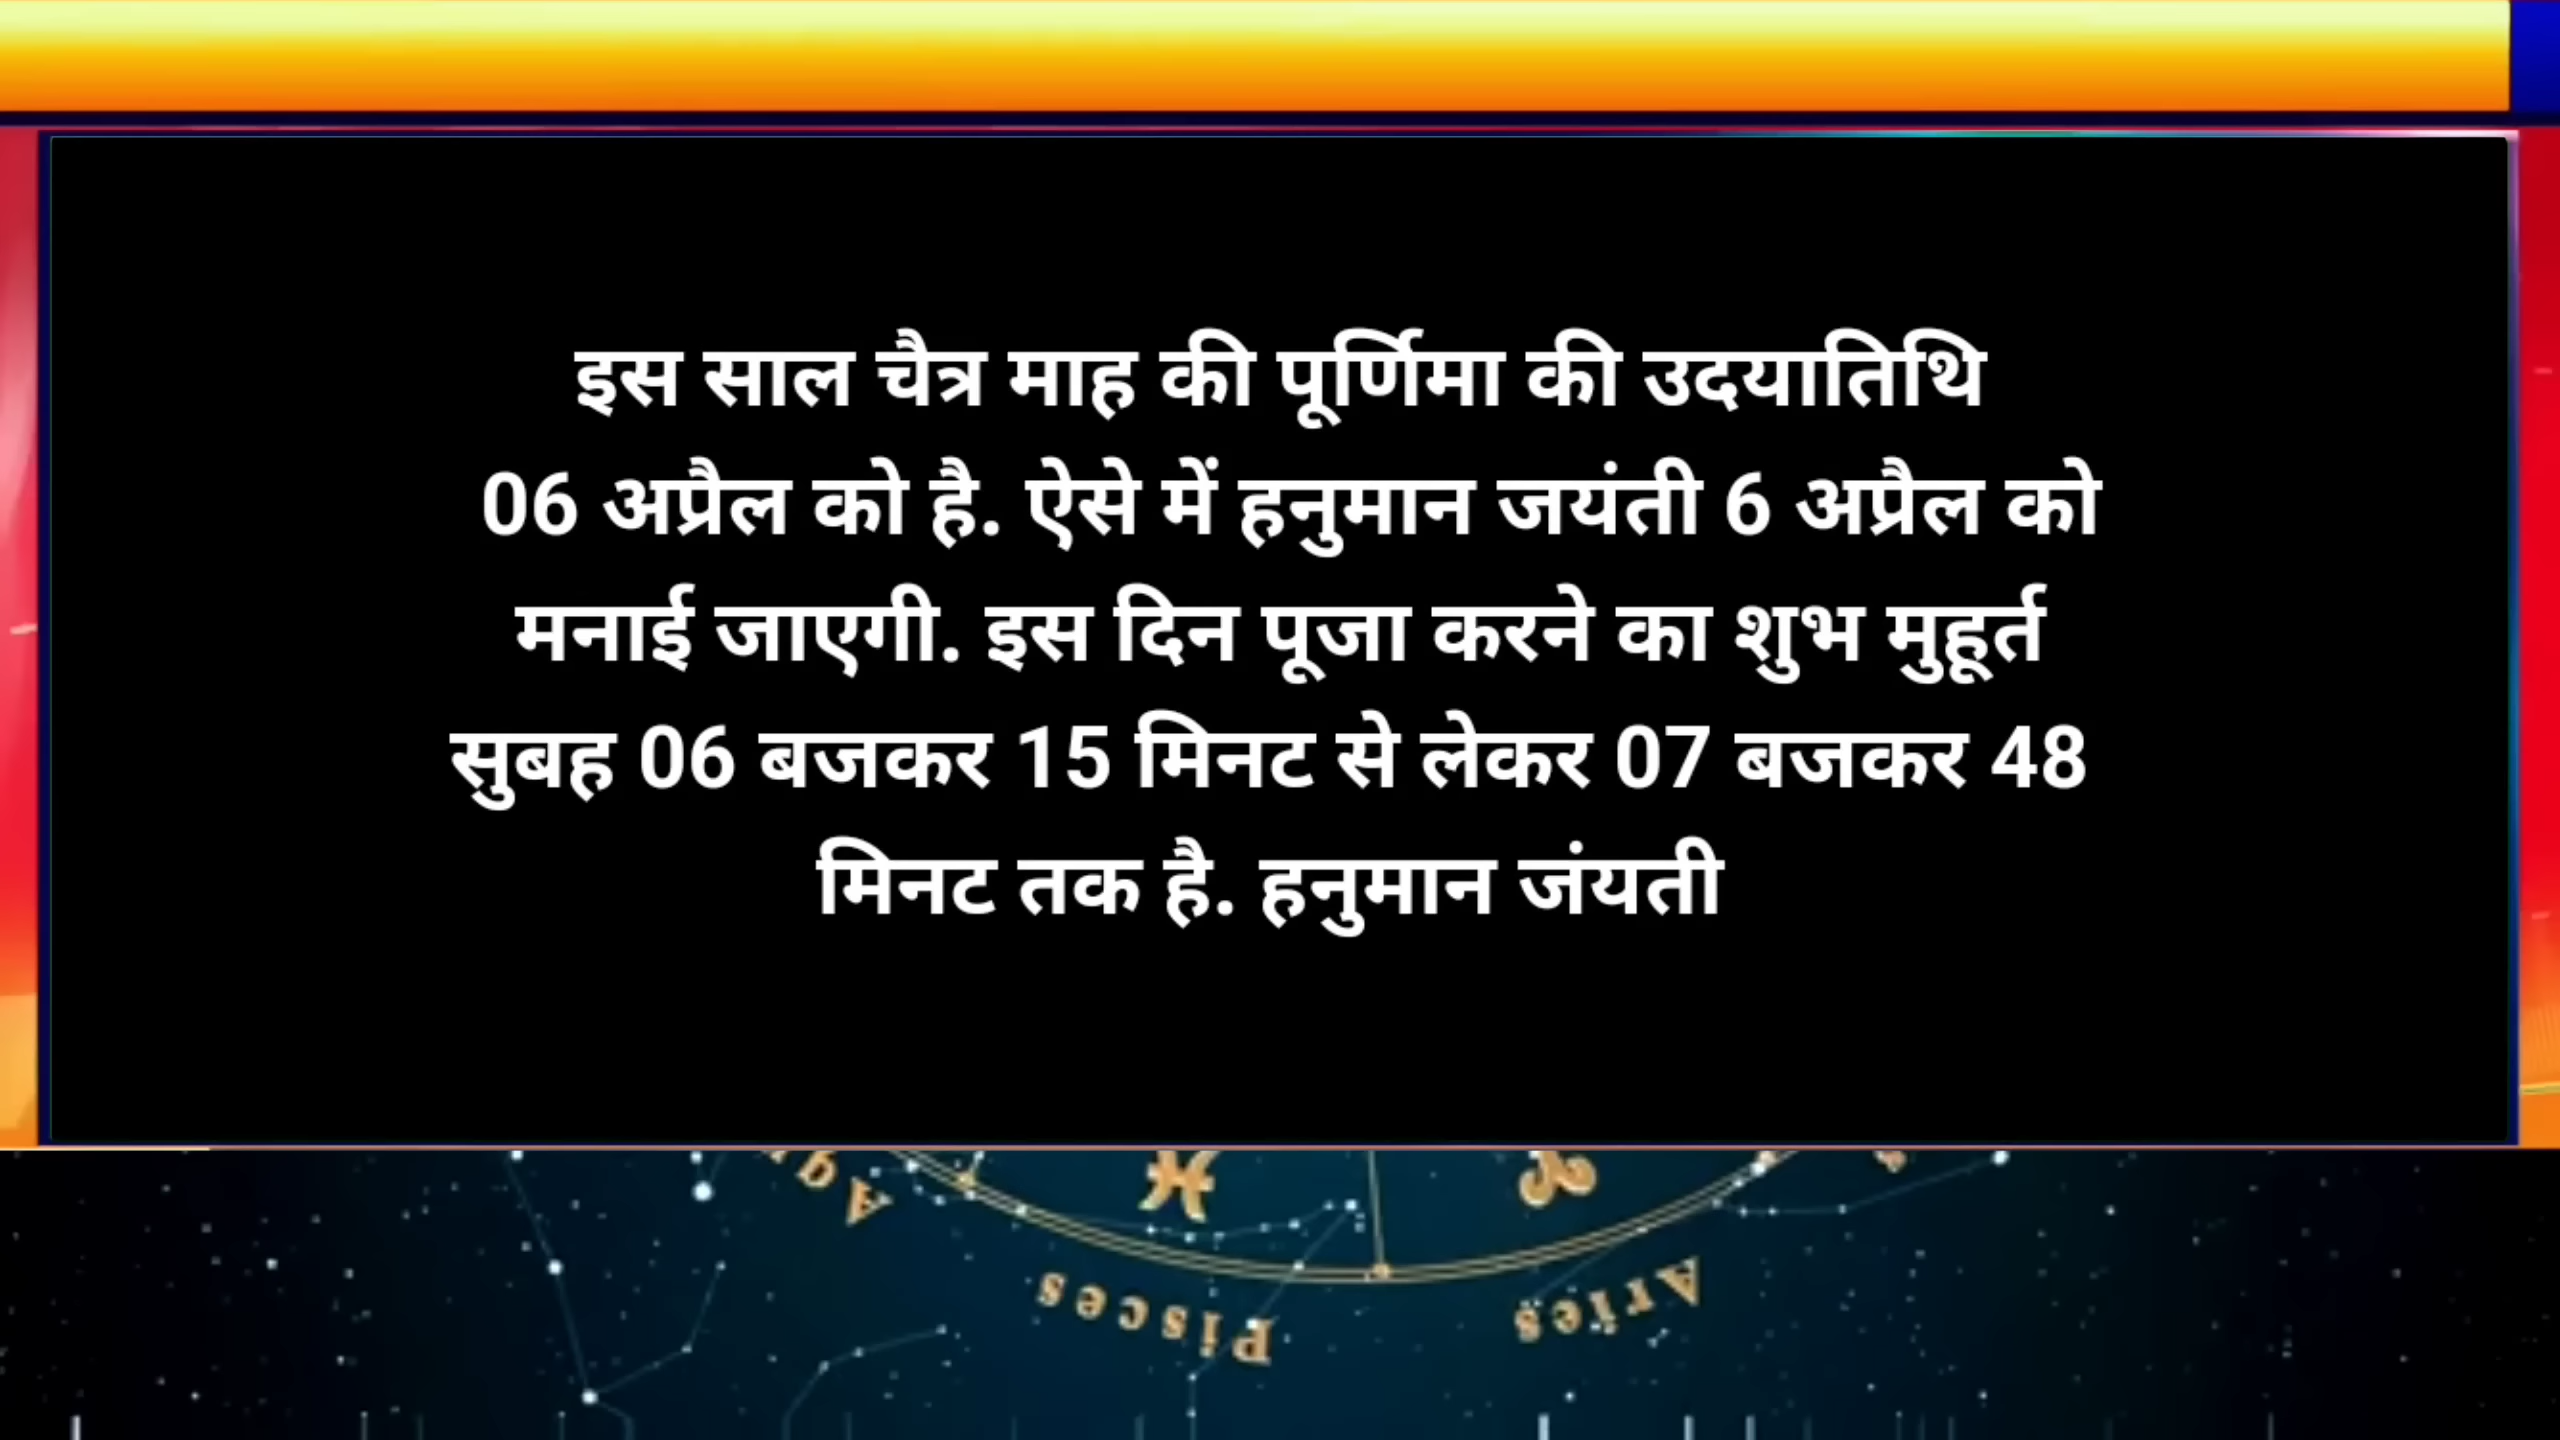 इस साल चैत्र माह की पूर्णिमा की उदयातिथि
06 अप्रैल को है. ऐसे में हनुमान जयंती 6 अप्रैल को
मनाई जाएगी. इस दिन पूजा करने का शुभ मुहूर्त
सुबह 06 बजकर 15 मिनट से लेकर 07 बजकर 48
मिनट तक है. हनुमान जंयती
Aq
Pisces
Aries